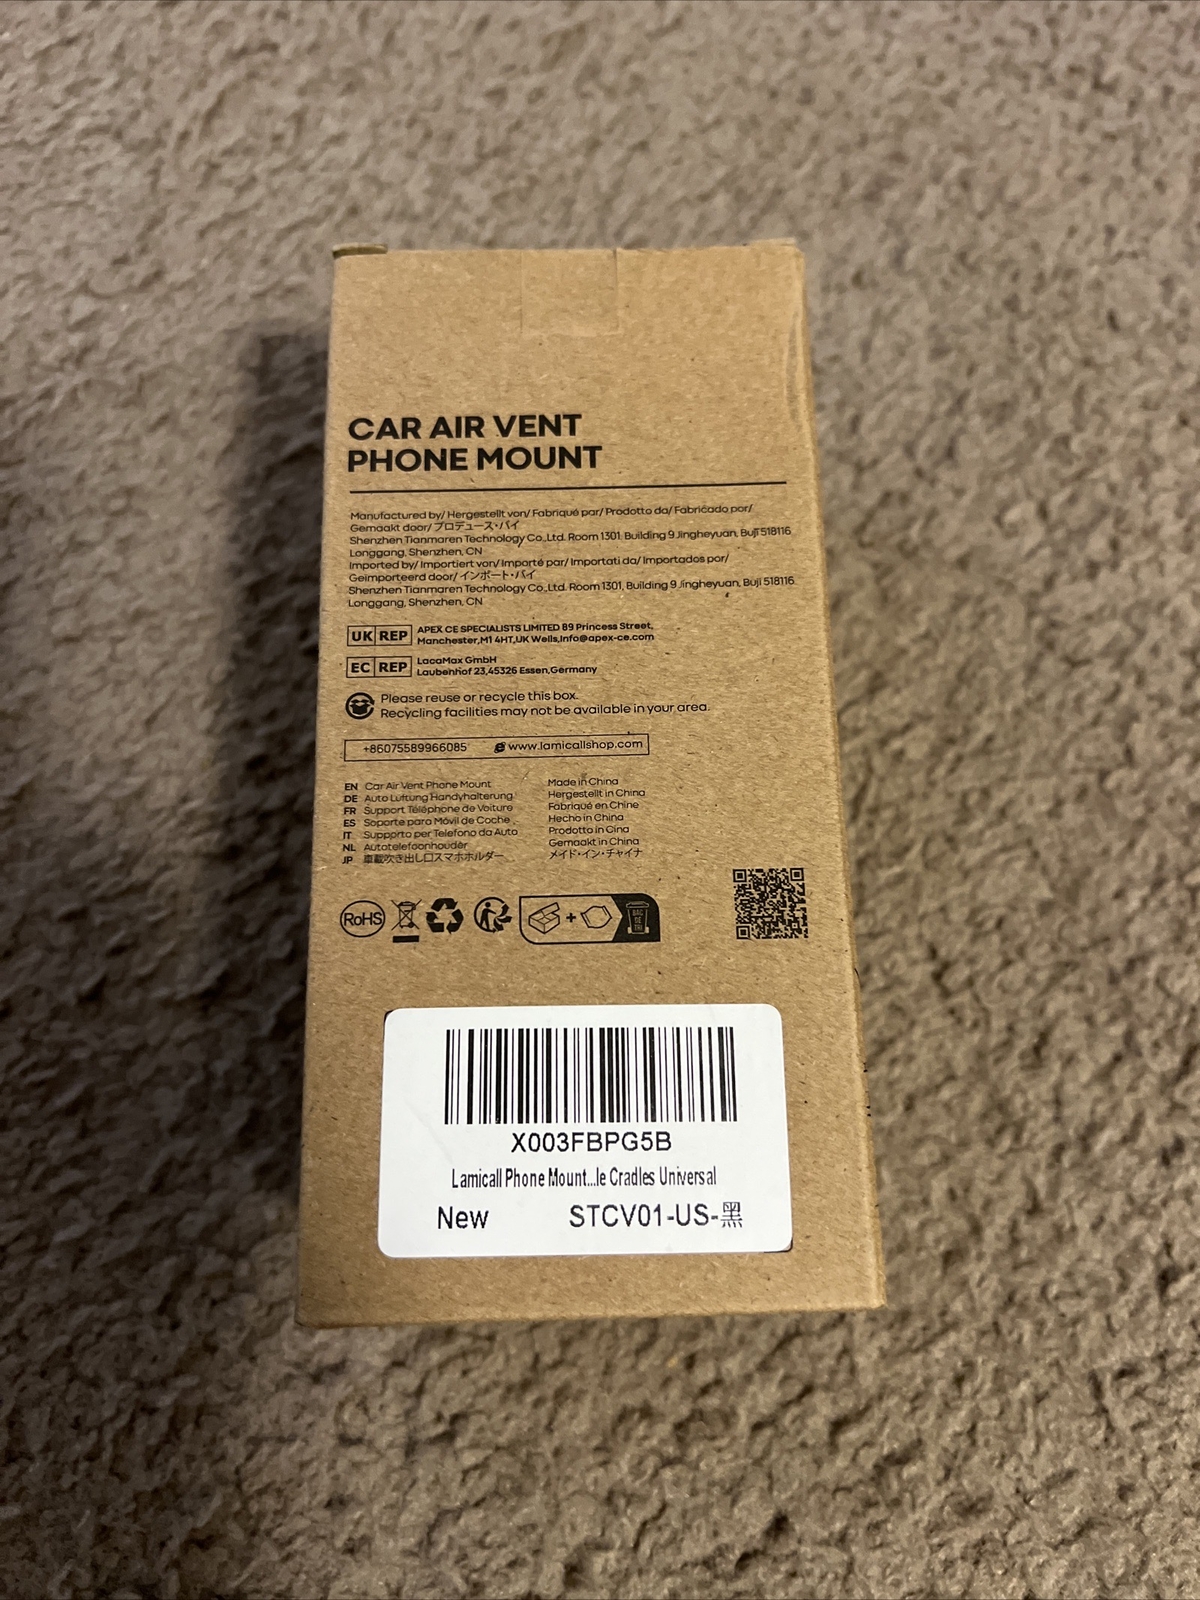 CAR AIR VENT
PHONE MOUNT
Manufactured by/ Hergestellt von/ Fabriqué par/ Prodotto da/ Fabricado por/
Gemaakt door/ プロデュース・バイ
Shenzhen Tianmaren Technology Co.,Ltd. Room 1301, Building 9 Jingheyuan, Buji 518116
Longgang, Shenzhen, CN
Imported by/ Importiert von/ Importé par/ Importati da/ Importados por/
Geïmporteerd door/ インポート・バイ
Shenzhen Tianmaren Technology Co.,Ltd. Room 1301, Building 9 Jingheyuan, Buji 518116
Longgang, Shenzhen, CN
UK REP APEX CE SPECIALISTS LIMITED 89 Princess Street,
Manchester,M1 4HT,UK Wells,Info@apex-ce.com
EC REP LacaMax GmbH
Laubenhof 23,45326 Essen,Germany
Please reuse or recycle this box.
Recycling facilities may not be available in your area.
+86075589966085 www.lamicallshop.com
EN Car Air Vent Phone Mount Made in China
DE Auto Lüftung Handyhalterung Hergestellt in China
FR Support Téléphone de Voiture Fabriqué en Chine
ES Soporte para Móvil de Coche Hecho in China
IT Supporto per Telefono da Auto Prodotto in Cina
NL Autotelefoonhouder Gemaakt in China
JP 車載吹き出し口スマホホルダー メイド・イン・チャイナ
RoHS + BAC DE TRI
X003FBPG5B
Lamicall Phone Mount...le Cradles Universal
New STCV01-US-黑